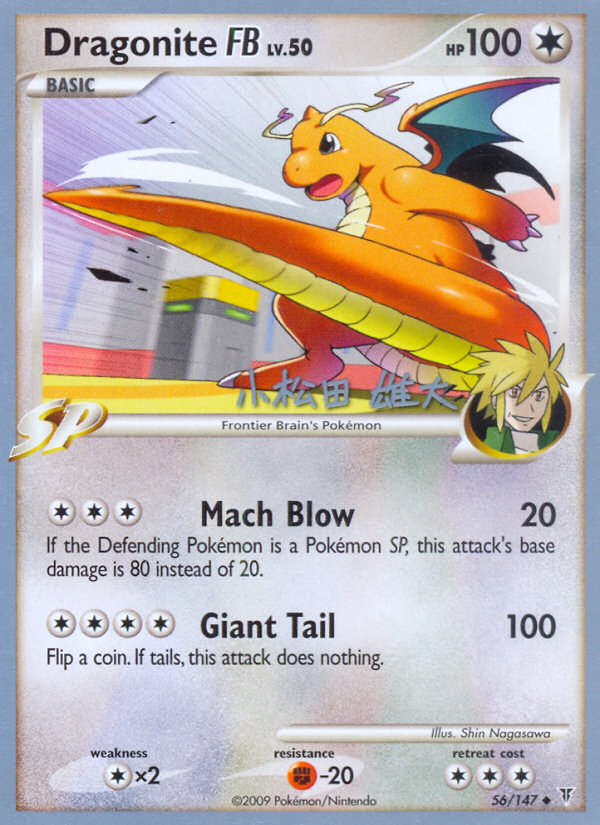 Dragonite FB LV.50
HP 100
BASIC
小松田 雄大
SP
Frontier Brain's Pokémon
Mach Blow 20
If the Defending Pokémon is a Pokémon SP, this attack's base
damage is 80 instead of 20.
Giant Tail 100
Flip a coin. If tails, this attack does nothing.
Illus. Shin Nagasawa
weakness resistance retreat cost
×2 -20
©2009 Pokémon/Nintendo
56/147